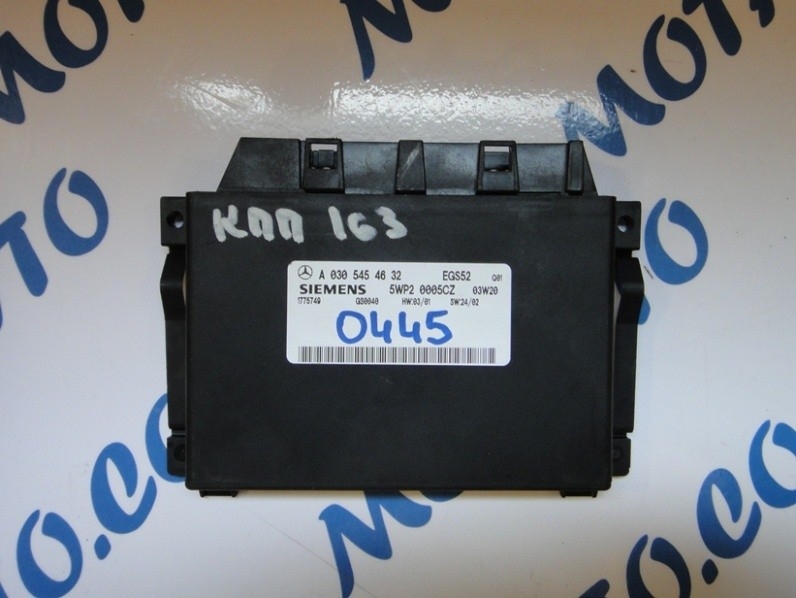 КПП 163
A 030 545 46 32 EGS52 Q01
SIEMENS 5WP2 0005CZ 03W20
1775749 GS0040 HW:03/01 SW:24/02
0445